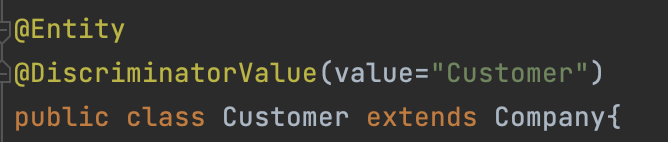 @Entity
@DiscriminatorValue(value="Customer")
public class Customer extends Company{